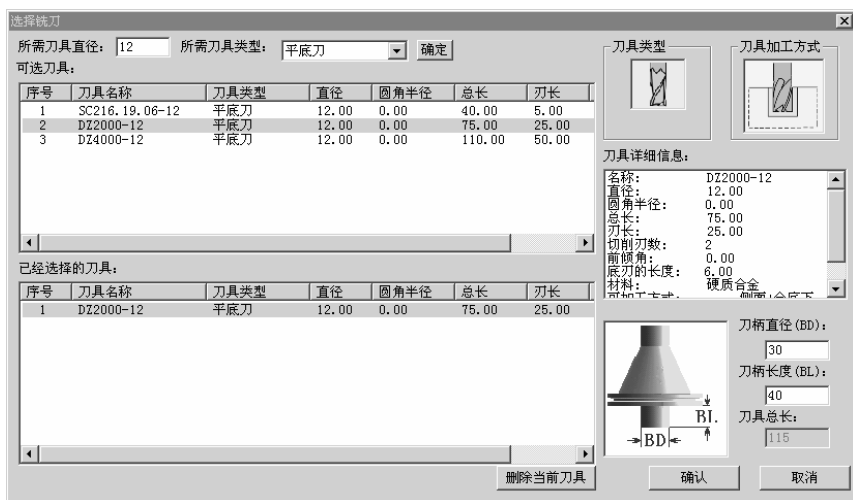 选择铣刀
所需刀具直径: 12 所需刀具类型: 平底刀 确定
可选刀具:
序号 刀具名称 刀具类型 直径 圆角半径 总长 刃长
1 SC216.19.06-12 平底刀 12.00 0.00 40.00 5.00
2 DZ2000-12 平底刀 12.00 0.00 75.00 25.00
3 DZ4000-12 平底刀 12.00 0.00 110.00 50.00
已经选择的刀具:
序号 刀具名称 刀具类型 直径 圆角半径 总长 刃长
1 DZ2000-12 平底刀 12.00 0.00 75.00 25.00
删除当前刀具
刀具类型 刀具加工方式
刀具详细信息:
名称: DZ2000-12
直径: 12.00
圆角半径: 0.00
总长: 75.00
刃长: 25.00
切削刃数: 2
前倾角: 0.00
底刃的长度: 6.00
材料: 硬质合金
可加工方式:
BL
BD
刀柄直径(BD):
30
刀柄长度(BL):
40
刀具总长:
115
确认 取消